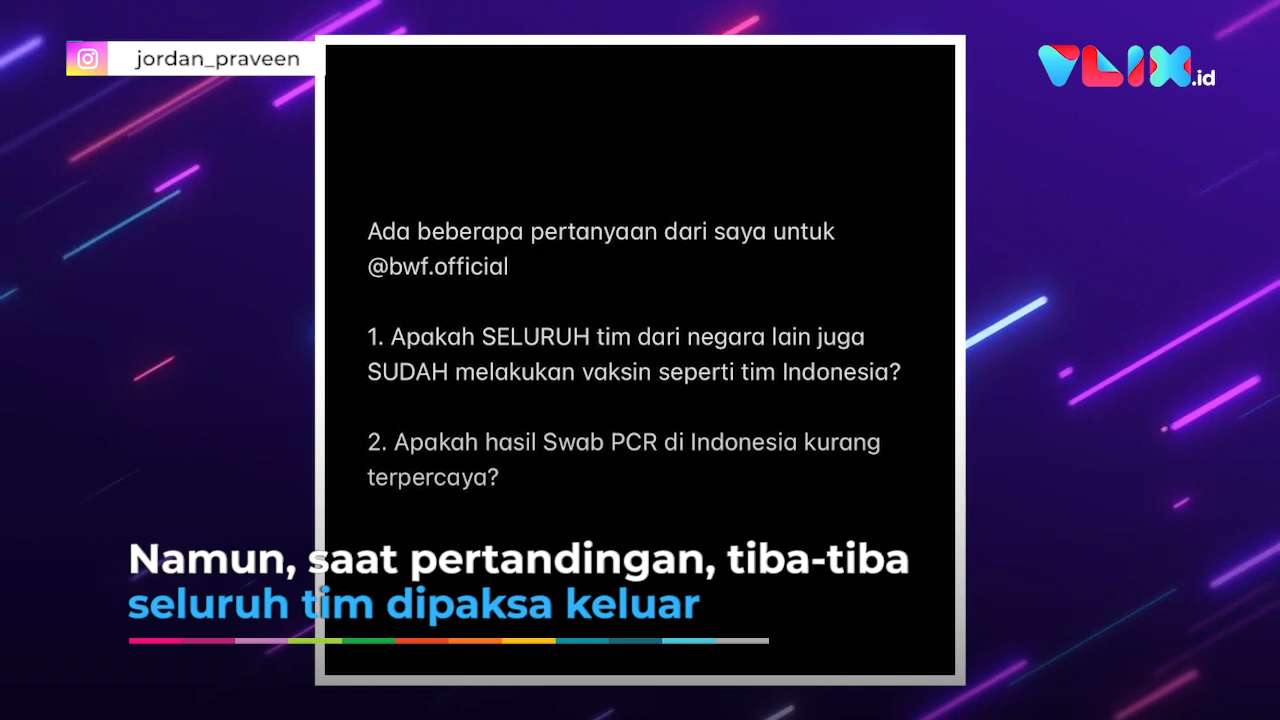 jordan_praveen
VLIX.id
Ada beberapa pertanyaan dari saya untuk
@bwf.official
1. Apakah SELURUH tim dari negara lain juga
SUDAH melakukan vaksin seperti tim Indonesia?
2. Apakah hasil Swab PCR di Indonesia kurang
terpercaya?
Namun, saat pertandingan, tiba-tiba
seluruh tim dipaksa keluar